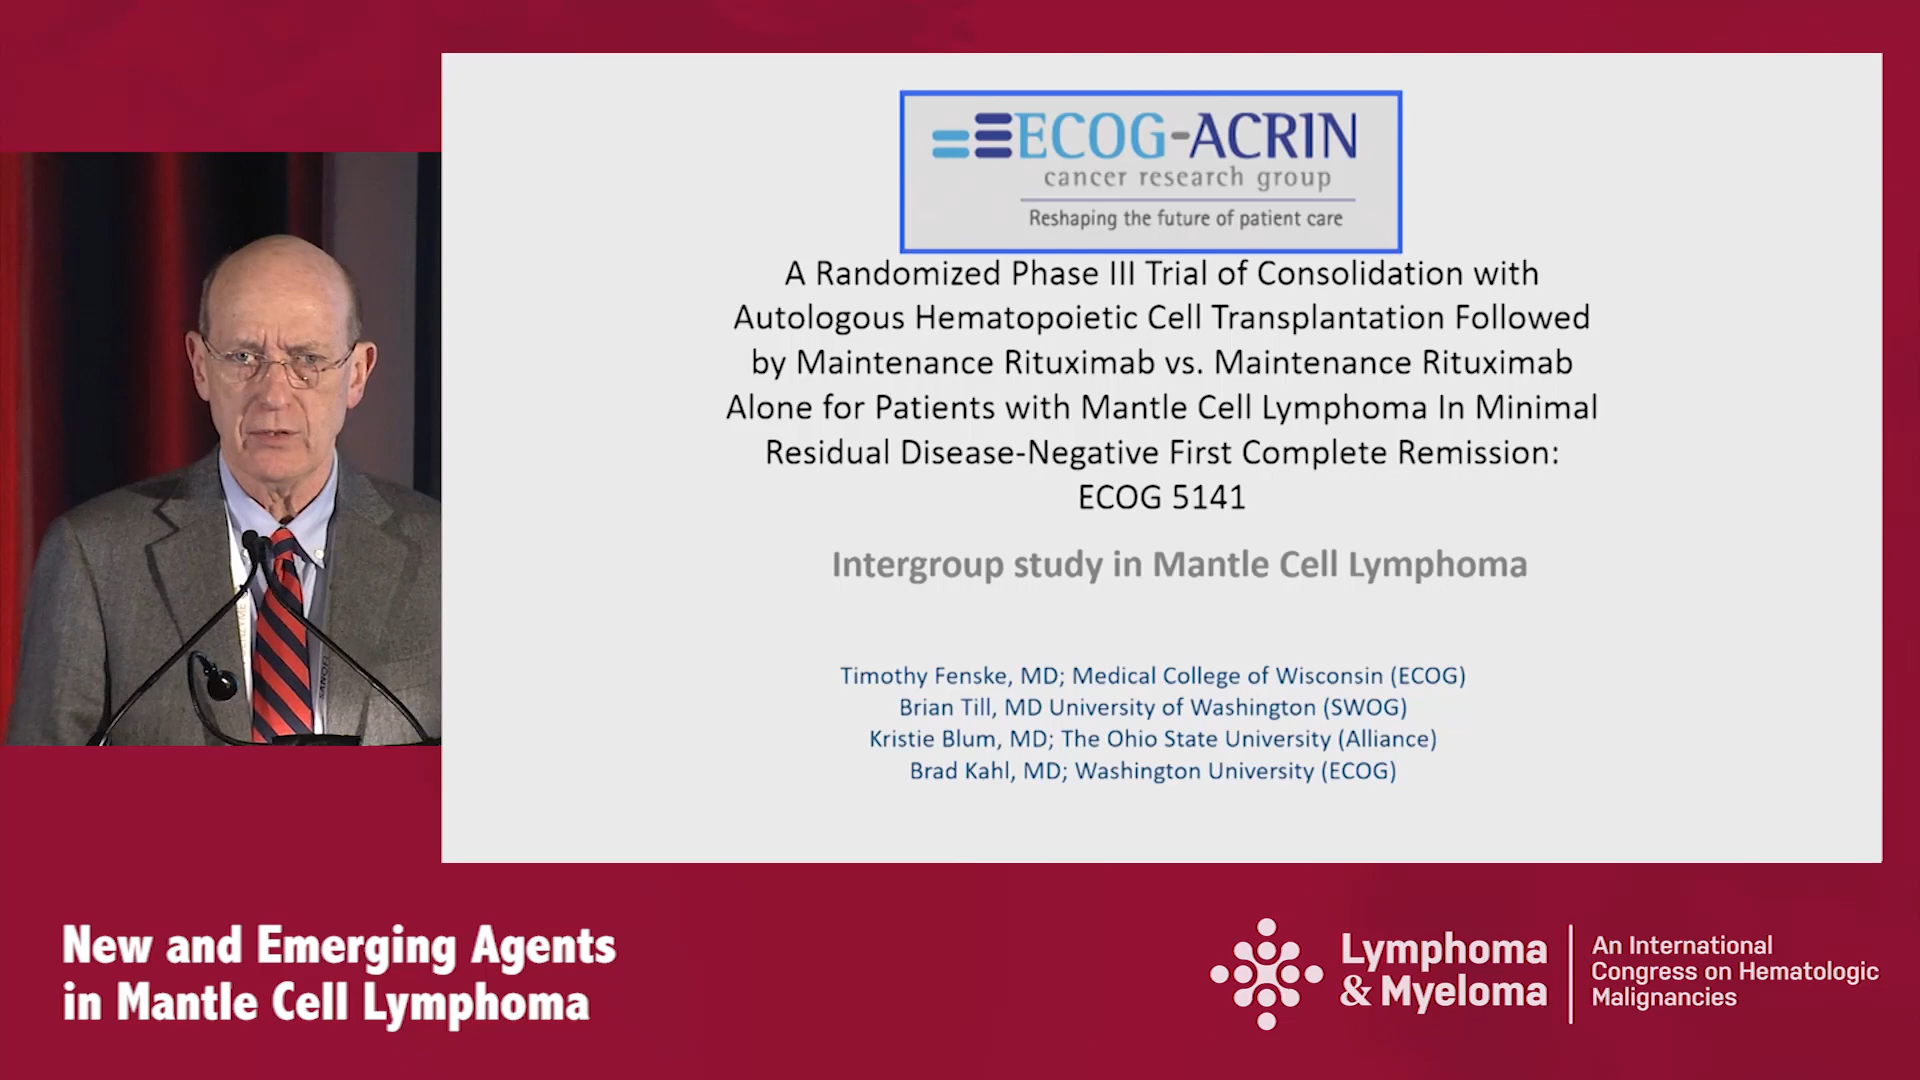 ECOG-ACRIN
cancer research group
Reshaping the future of patient care
A Randomized Phase III Trial of Consolidation with
Autologous Hematopoietic Cell Transplantation Followed
by Maintenance Rituximab vs. Maintenance Rituximab
Alone for Patients with Mantle Cell Lymphoma In Minimal
Residual Disease-Negative First Complete Remission:
ECOG 5141
Intergroup study in Mantle Cell Lymphoma
Timothy Fenske, MD; Medical College of Wisconsin (ECOG)
Brian Till, MD University of Washington (SWOG)
Kristie Blum, MD; The Ohio State University (Alliance)
Brad Kahl, MD; Washington University (ECOG)
New and Emerging Agents
in Mantle Cell Lymphoma
Lymphoma
& Myeloma
An International
Congress on Hematologic
Malignancies